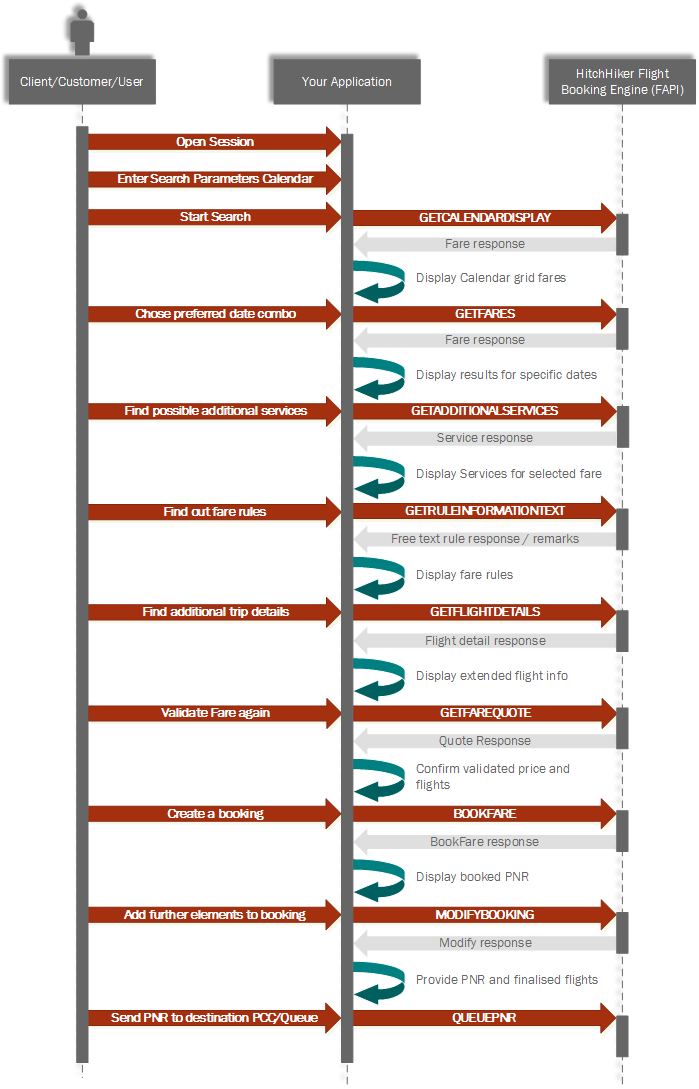 Client/Customer/User
Your Application
HitchHiker Flight
Booking Engine (FAPI)
Open Session
Enter Search Parameters Calendar
Start Search
GETCALENDARDISPLAY
Fare response
Display Calendar grid fares
Chose preferred date combo
GETFARES
Fare response
Display results for specific dates
Find possible additional services
GETADDITIONALSERVICES
Service response
Display Services for selected fare
Find out fare rules
GETRULEINFORMATIONTEXT
Free text rule response / remarks
Display fare rules
Find additional trip details
GETFLIGHTDETAILS
Flight detail response
Display extended flight info
Validate Fare again
GETFAREQUOTE
Quote Response
Confirm validated price and
flights
Create a booking
BOOKFARE
BookFare response
Display booked PNR
Add further elements to booking
MODIFYBOOKING
Modify response
Provide PNR and finalised flights
Send PNR to destination PCC/Queue
QUEUEPNR